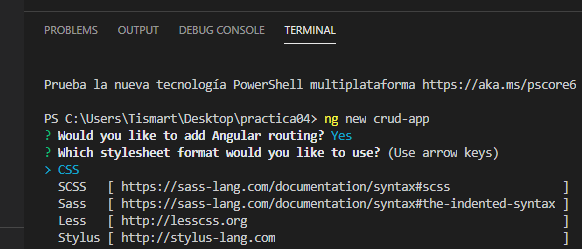 PROBLEMS OUTPUT DEBUG CONSOLE TERMINAL
Prueba la nueva tecnología PowerShell multiplataforma https://aka.ms/pscore6
PS C:\Users\Tismart\Desktop\practica04> ng new crud-app
? Would you like to add Angular routing? Yes
? Which stylesheet format would you like to use? (Use arrow keys)
> CSS
SCSS [ https://sass-lang.com/documentation/syntax#scss ]
Sass [ https://sass-lang.com/documentation/syntax#the-indented-syntax ]
Less [ http://lesscss.org ]
Stylus [ http://stylus-lang.com ]